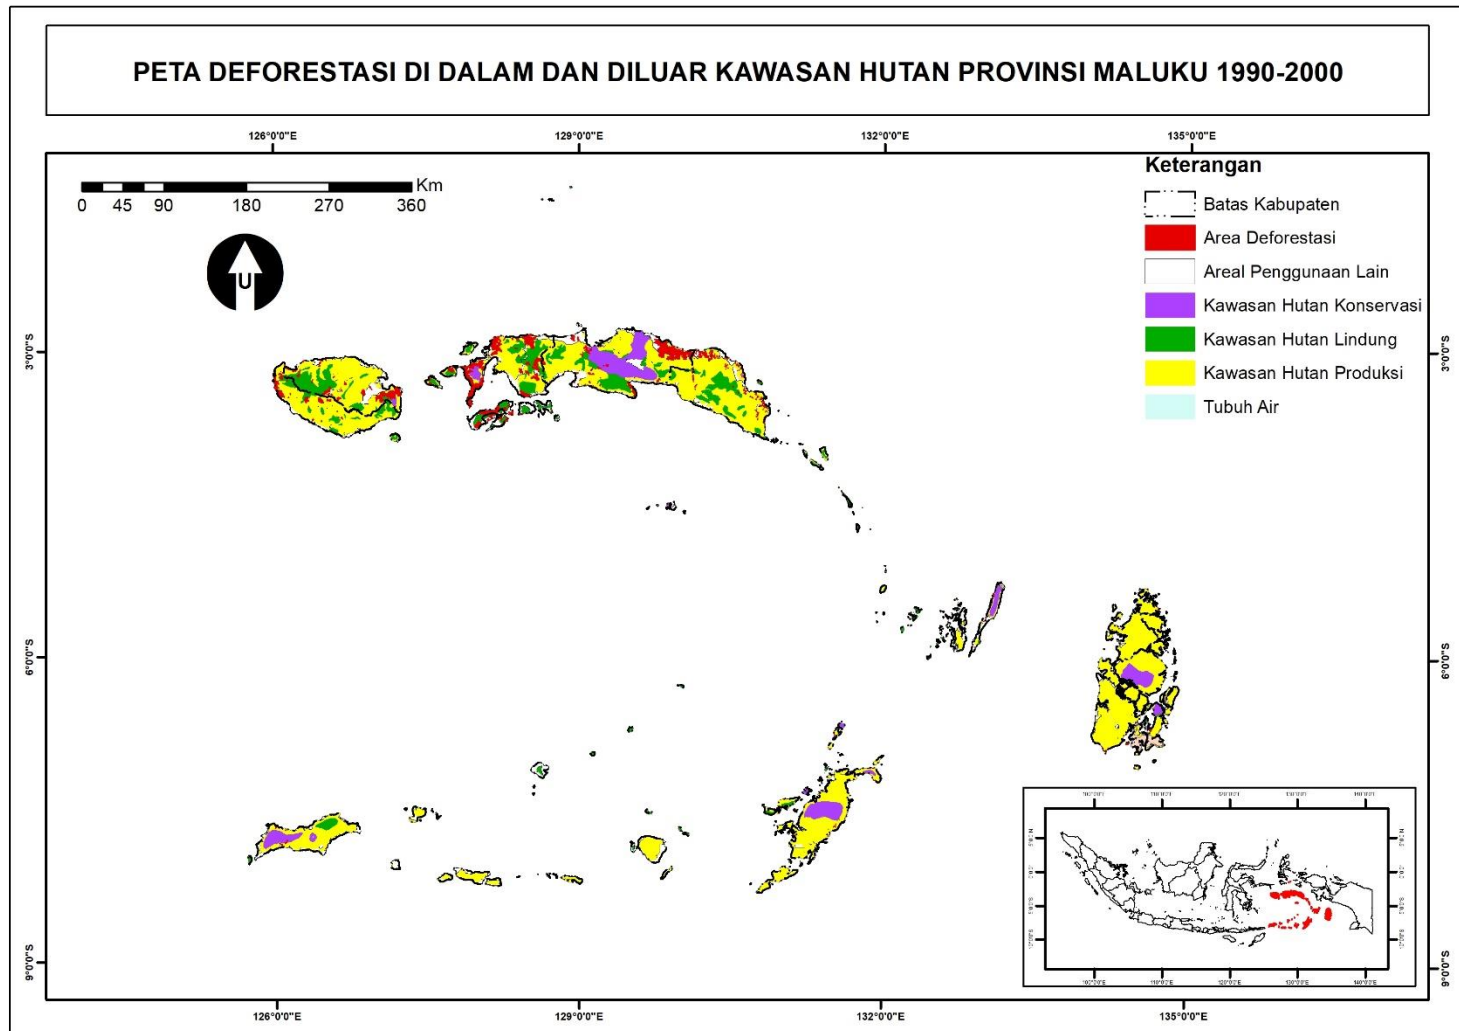 PETA DEFORESTASI DI DALAM DAN DILUAR KAWASAN HUTAN PROVINSI MALUKU 1990-2000
126°0'0"E 129°0'0"E 132°0'0"E 135°0'0"E
Km
0 45 90 180 270 360
U
Keterangan
Batas Kabupaten
Area Deforestasi
Areal Penggunaan Lain
Kawasan Hutan Konservasi
Kawasan Hutan Lindung
Kawasan Hutan Produksi
Tubuh Air
3°0'0"S 3°0'0"S
6°0'0"S 6°0'0"S
9°0'0"S 9°0'0"S
126°0'0"E 129°0'0"E 132°0'0"E 135°0'0"E